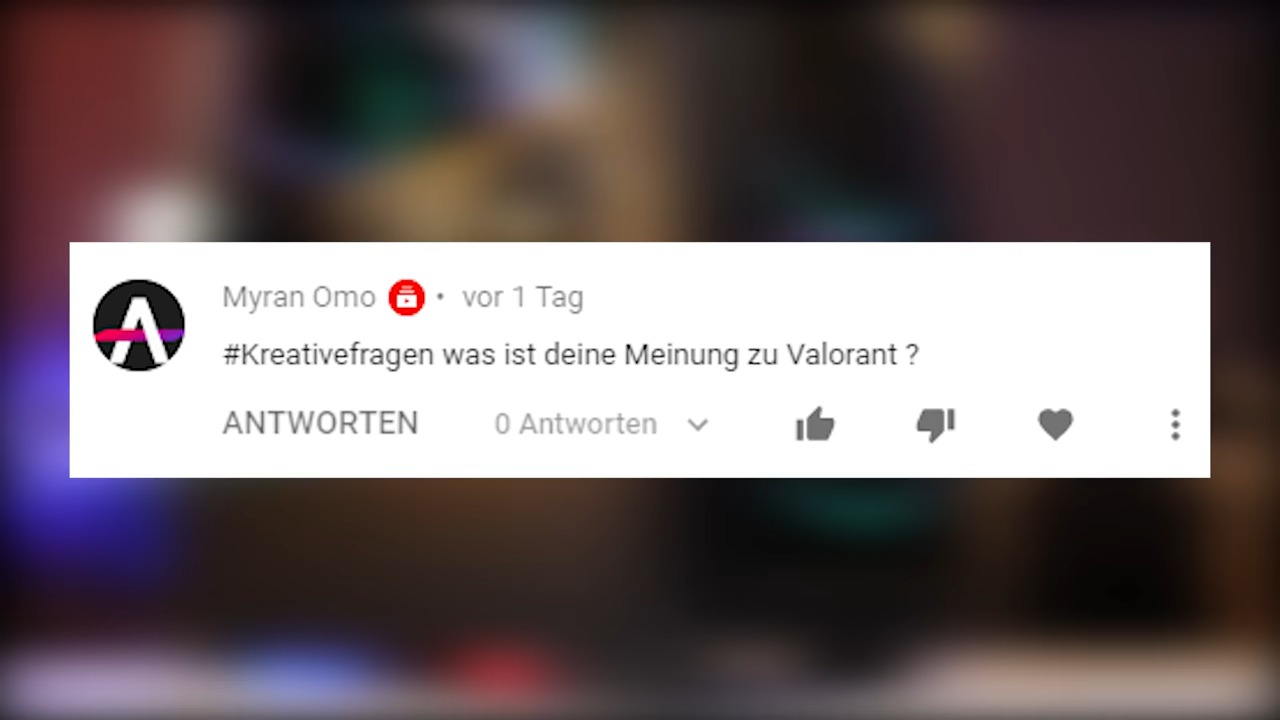 Myran Omo • vor 1 Tag
#Kreativefragen was ist deine Meinung zu Valorant ?
ANTWORTEN 0 Antworten